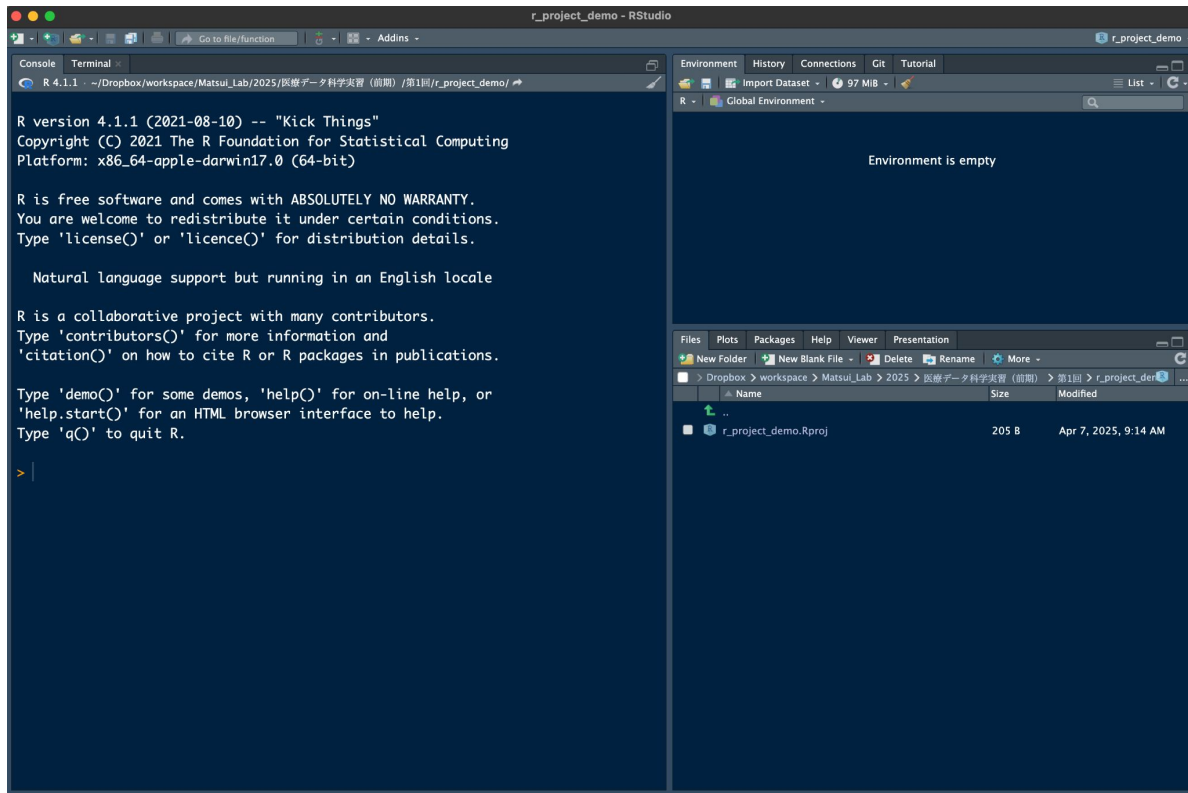 r_project_demo - RStudio
Go to file/function
Addins
r_project_demo
Console Terminal
R 4.1.1 · ~/Dropbox/workspace/Matsui_Lab/2025/医療データ科学実習（前期）/第1回/r_project_demo/
R version 4.1.1 (2021-08-10) -- "Kick Things"
Copyright (C) 2021 The R Foundation for Statistical Computing
Platform: x86_64-apple-darwin17.0 (64-bit)
R is free software and comes with ABSOLUTELY NO WARRANTY.
You are welcome to redistribute it under certain conditions.
Type 'license()' or 'licence()' for distribution details.
Natural language support but running in an English locale
R is a collaborative project with many contributors.
Type 'contributors()' for more information and
'citation()' on how to cite R or R packages in publications.
Type 'demo()' for some demos, 'help()' for on-line help, or
'help.start()' for an HTML browser interface to help.
Type 'q()' to quit R.
>
Environment History Connections Git Tutorial
Import Dataset 97 MiB List
R Global Environment
Environment is empty
Files Plots Packages Help Viewer Presentation
New Folder New Blank File Delete Rename More
> Dropbox > workspace > Matsui_Lab > 2025 > 医療データ科学実習（前期） > 第1回 > r_project_der ...
Name Size Modified
..
r_project_demo.Rproj 205 B Apr 7, 2025, 9:14 AM